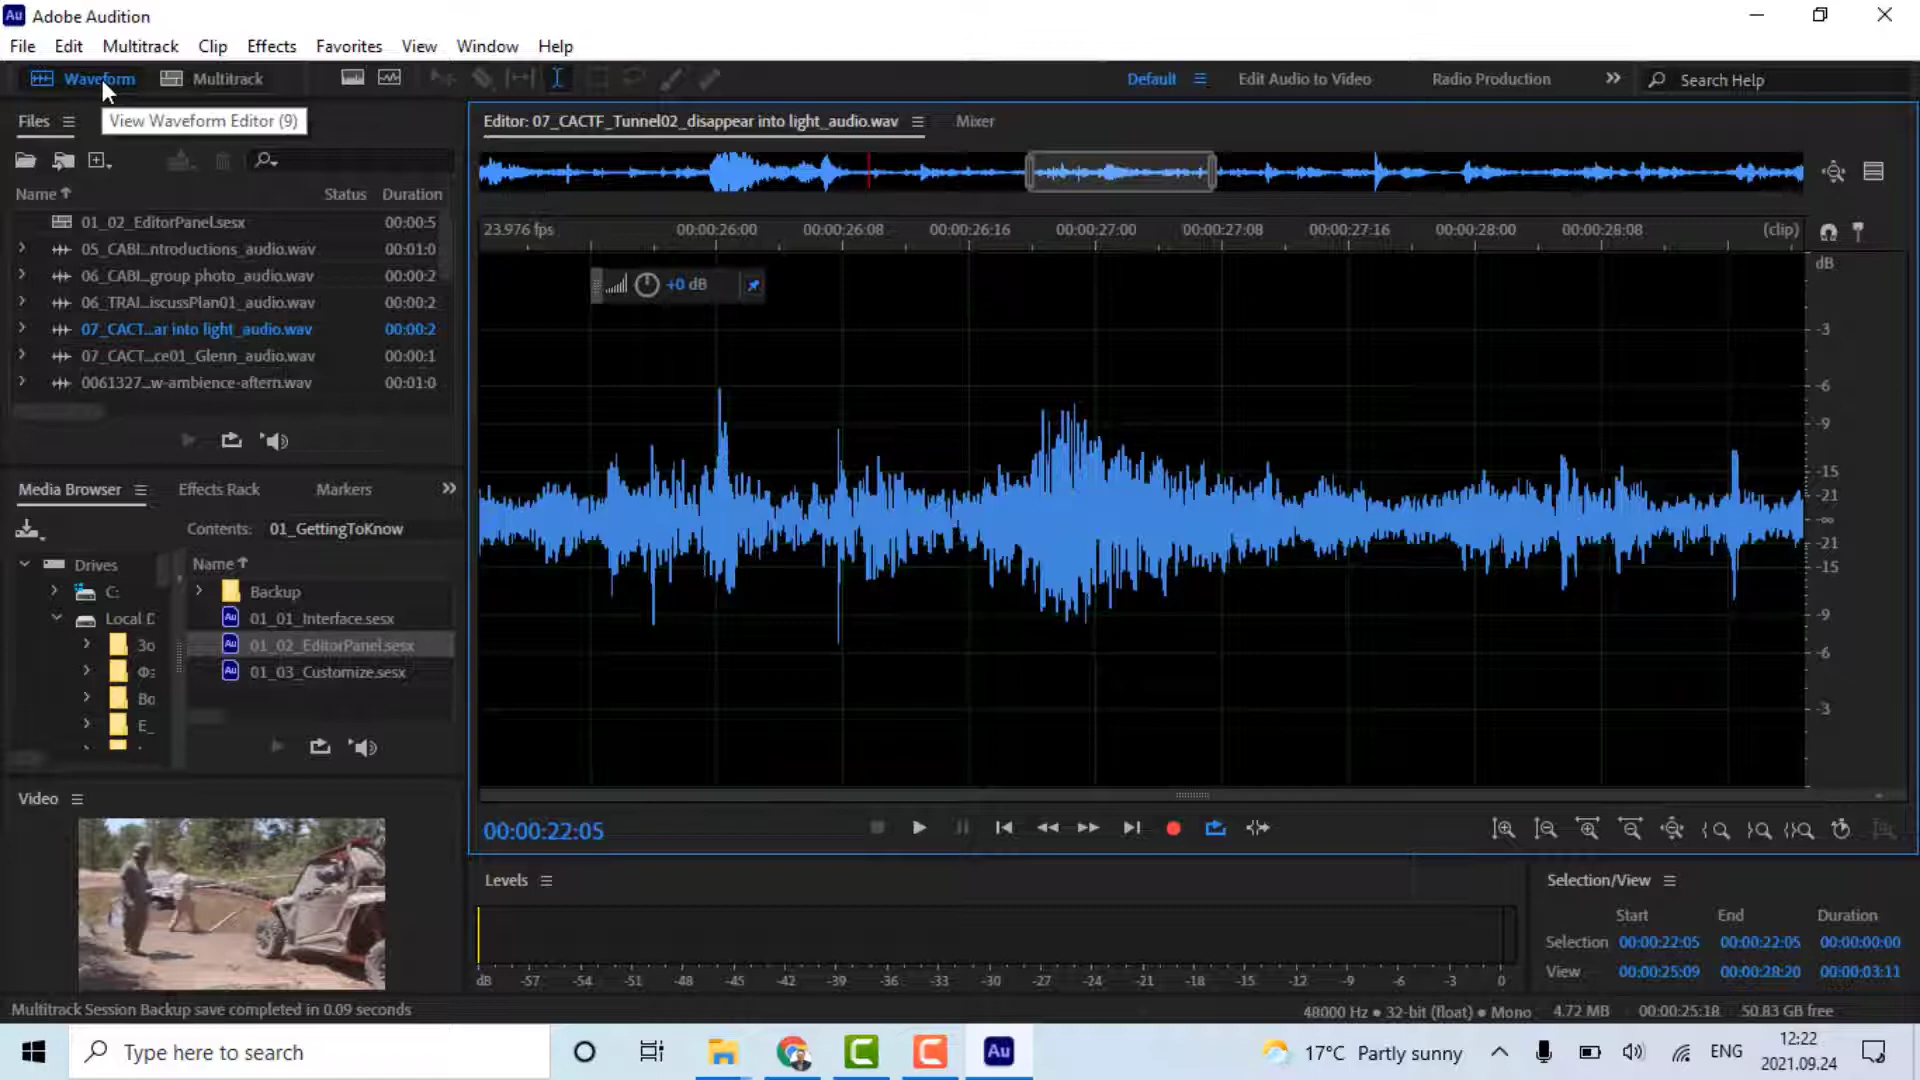 Au Adobe Audition
File Edit Multitrack Clip Effects Favorites View Window Help
Waveform Multitrack Default Edit Audio to Video Radio Production Search Help
View Waveform Editor (9)
Files
Editor: 07_CACTF_Tunnel02_disappear into light_audio.wav Mixer
Name Status Duration
01_02_EditorPanel.sesx 00:00:5
05_CABI...ntroductions_audio.wav 00:01:0
06_CABI...group photo_audio.wav 00:00:2
06_TRAI...iscussPlan01_audio.wav 00:00:2
07_CACT...ar into light_audio.wav 00:00:2
07_CACT...ce01_Glenn_audio.wav 00:00:1
0061327...w-ambience-aftern.wav 00:01:0
23.976 fps 00:00:26:00 00:00:26:08 00:00:26:16 00:00:27:00 00:00:27:08 00:00:27:16 00:00:28:00 00:00:28:08 (clip)
+0 dB
dB
-3
-6
-9
-15
-21
-∞
-21
-15
-9
-6
-3
Media Browser Effects Rack Markers
Contents: 01_GettingToKnow
Drives
C:
Local D
Зо
Фз
Во
E_
Name
Backup
Au 01_01_Interface.sesx
Au 01_02_EditorPanel.sesx
Au 01_03_Customize.sesx
Video
00:00:22:05
Levels
dB -57 -54 -51 -48 -45 -42 -39 -36 -33 -30 -27 -24 -21 -18 -15 -12 -9 -6 -3 0
Selection/View
Start End Duration
Selection 00:00:22:05 00:00:22:05 00:00:00:00
View 00:00:25:09 00:00:28:20 00:00:03:11
Multitrack Session Backup save completed in 0.09 seconds
48000 Hz ● 32-bit (float) ● Mono 4.72 MB 00:00:25:18 50.83 GB free
Type here to search
Au
17°C Partly sunny
ENG
12:22
2021.09.24